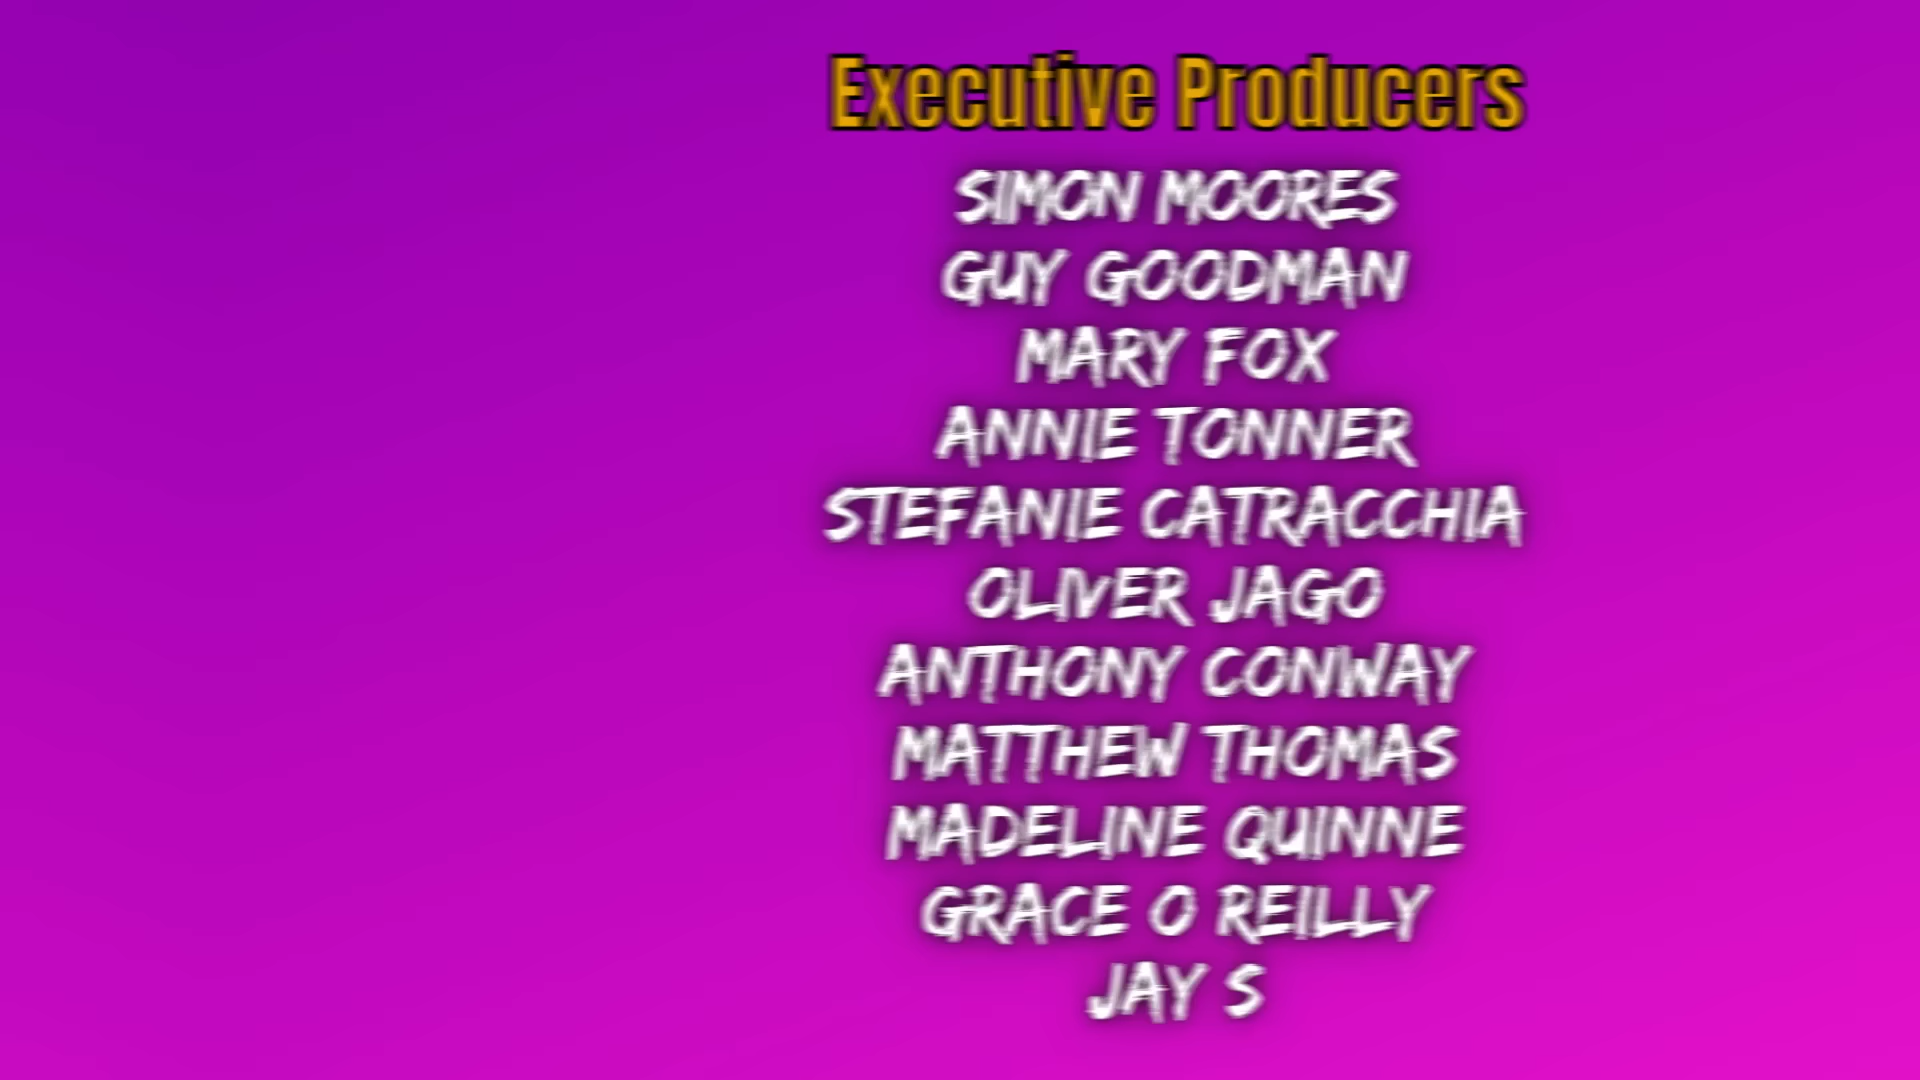 Executive Producers
SIMON MOORES
GUY GOODMAN
MARY FOX
ANNIE TONNER
STEFANIE CATRACCHIA
OLIVER JAGO
ANTHONY CONWAY
MATTHEW THOMAS
MADELINE QUINNE
GRACE O REILLY
JAY S